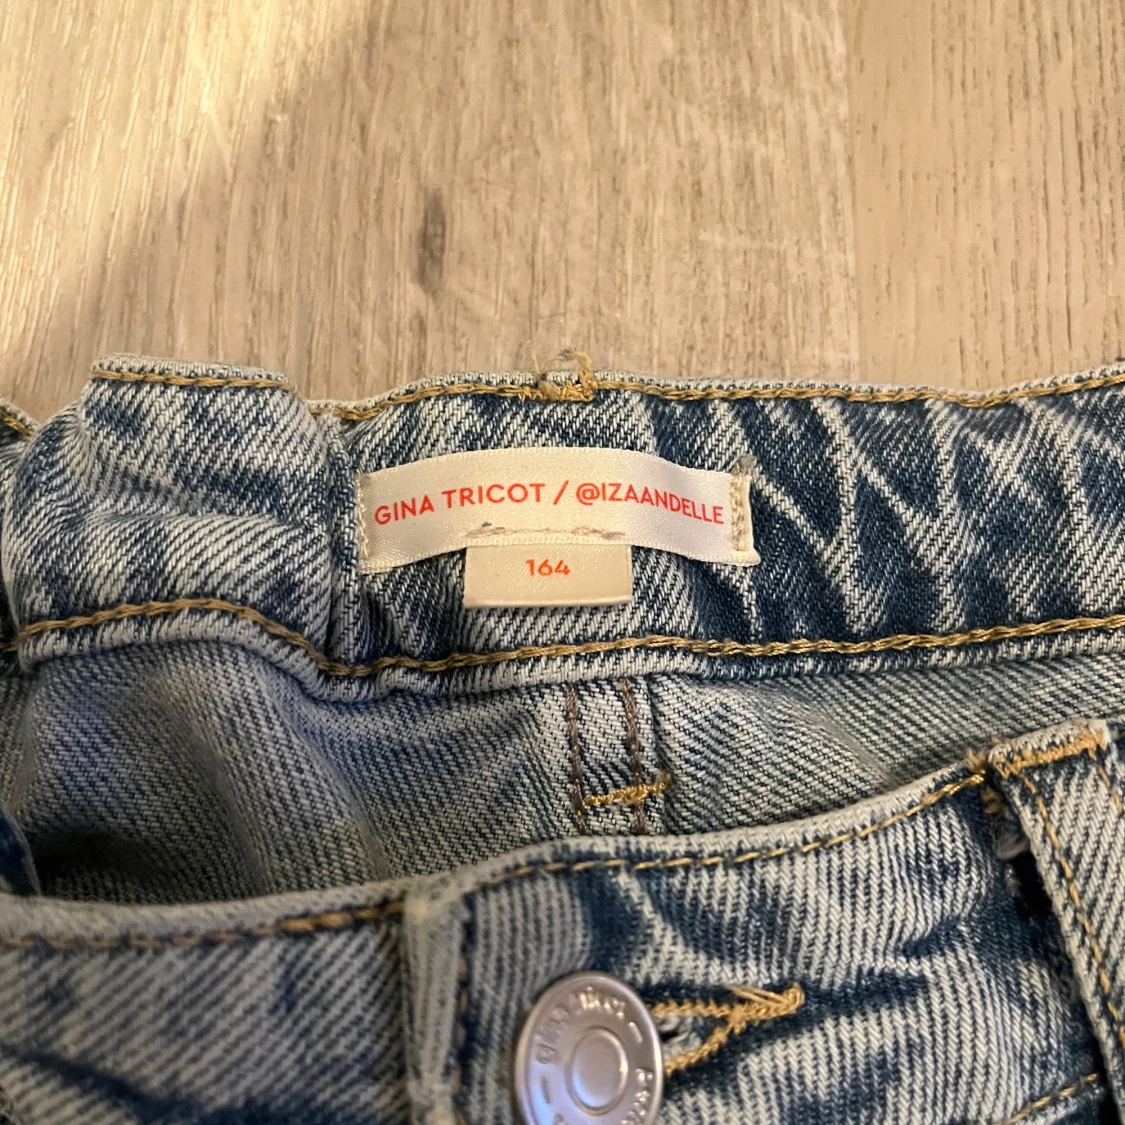 GINA TRICOT / @IZAANDELLE
164